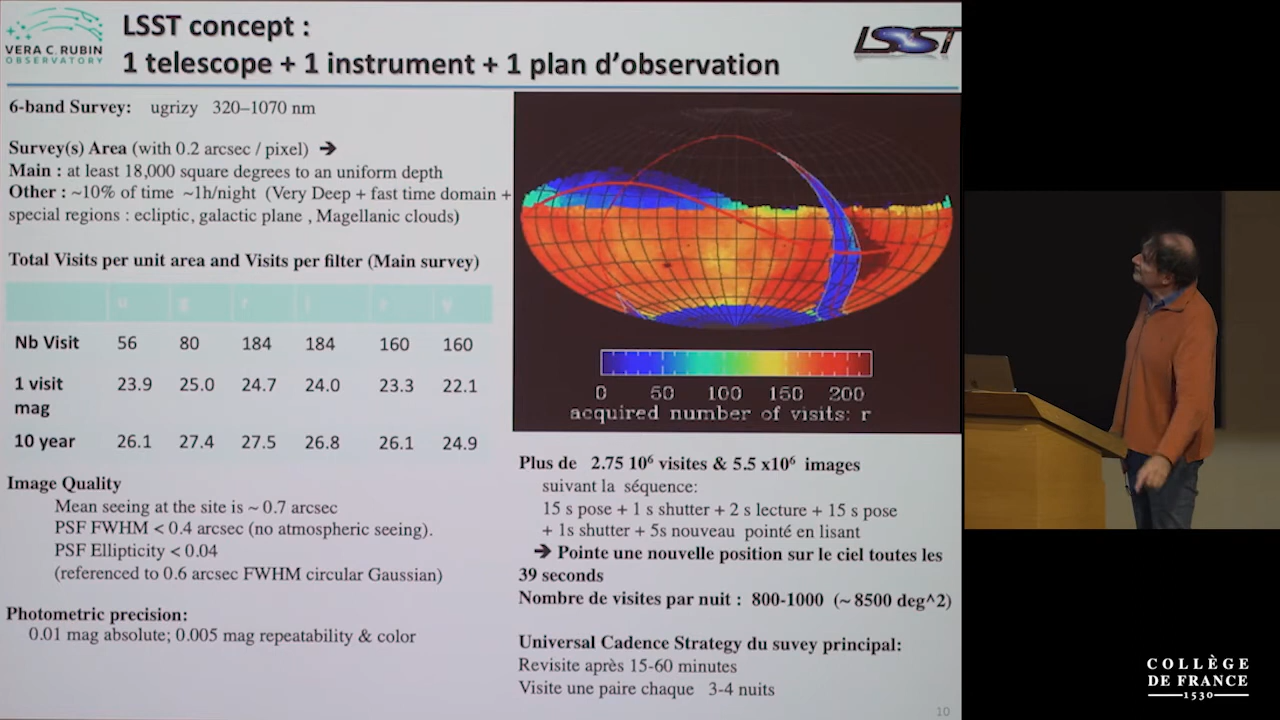 VERA C. RUBIN
OBSERVATORY
LSST concept :
1 telescope + 1 instrument + 1 plan d’observation
LSST
6-band Survey: ugrizy 320–1070 nm
Survey(s) Area (with 0.2 arcsec / pixel) ➔
Main : at least 18,000 square degrees to an uniform depth
Other : ~10% of time ~1h/night (Very Deep + fast time domain +
special regions : ecliptic, galactic plane , Magellanic clouds)
Total Visits per unit area and Visits per filter (Main survey)
u g r i y
Nb Visit 56 80 184 184 160 160
1 visit mag 23.9 25.0 24.7 24.0 23.3 22.1
10 year 26.1 27.4 27.5 26.8 26.1 24.9
Image Quality
Mean seeing at the site is ~ 0.7 arcsec
PSF FWHM < 0.4 arcsec (no atmospheric seeing).
PSF Ellipticity < 0.04
(referenced to 0.6 arcsec FWHM circular Gaussian)
Photometric precision:
0.01 mag absolute; 0.005 mag repeatability & color
0 50 100 150 200
acquired number of visits: r
Plus de 2.75 10⁶ visites & 5.5 x10⁶ images
suivant la séquence:
15 s pose + 1 s shutter + 2 s lecture + 15 s pose
+ 1s shutter + 5s nouveau pointé en lisant
➔ Pointe une nouvelle position sur le ciel toutes les
39 secondes
Nombre de visites par nuit : 800-1000 (~ 8500 deg^2)
Universal Cadence Strategy du suvey principal:
Revisite après 15-60 minutes
Visite une paire chaque 3-4 nuits
10
COLLÈGE
DE FRANCE
1530